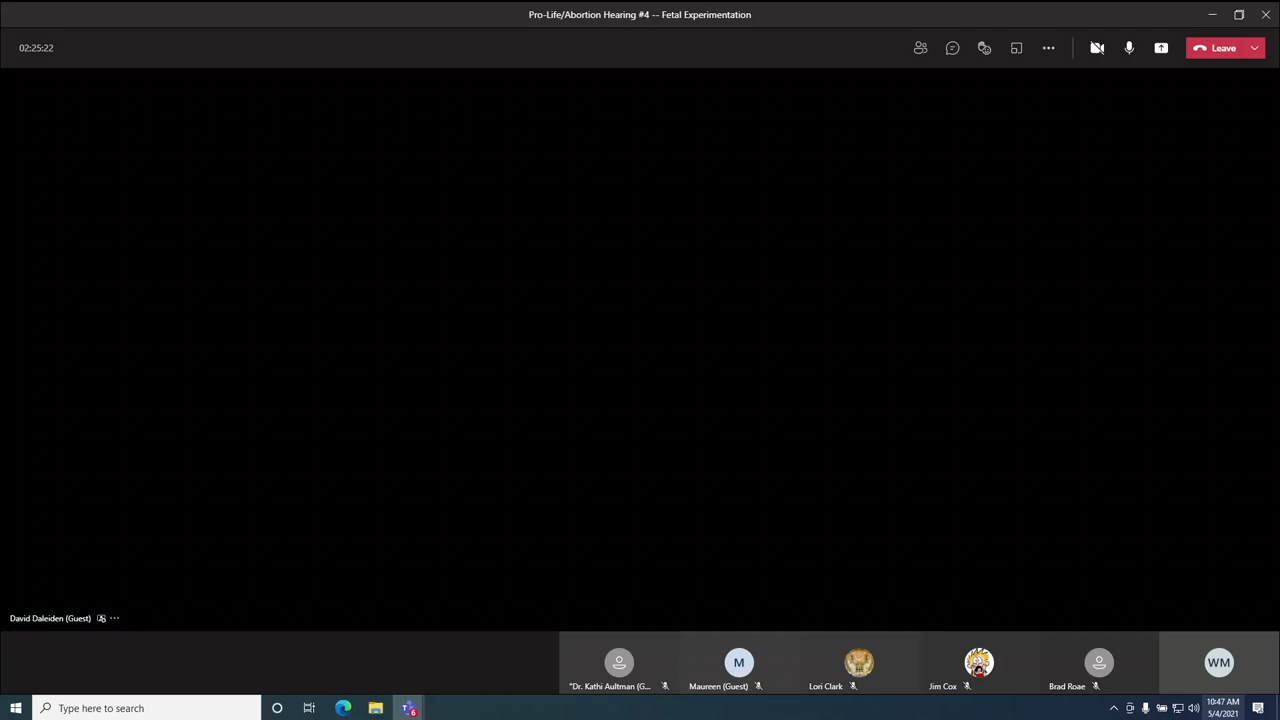 Pro-Life/Abortion Hearing #4 -- Fetal Experimentation
02:25:22
Leave
David Daleiden (Guest)
"Dr. Kathi Aultman (G...
Maureen (Guest)
Lori Clark
Jim Cox
Brad Roae
M
WM
Type here to search
6
10:47 AM
5/4/2021